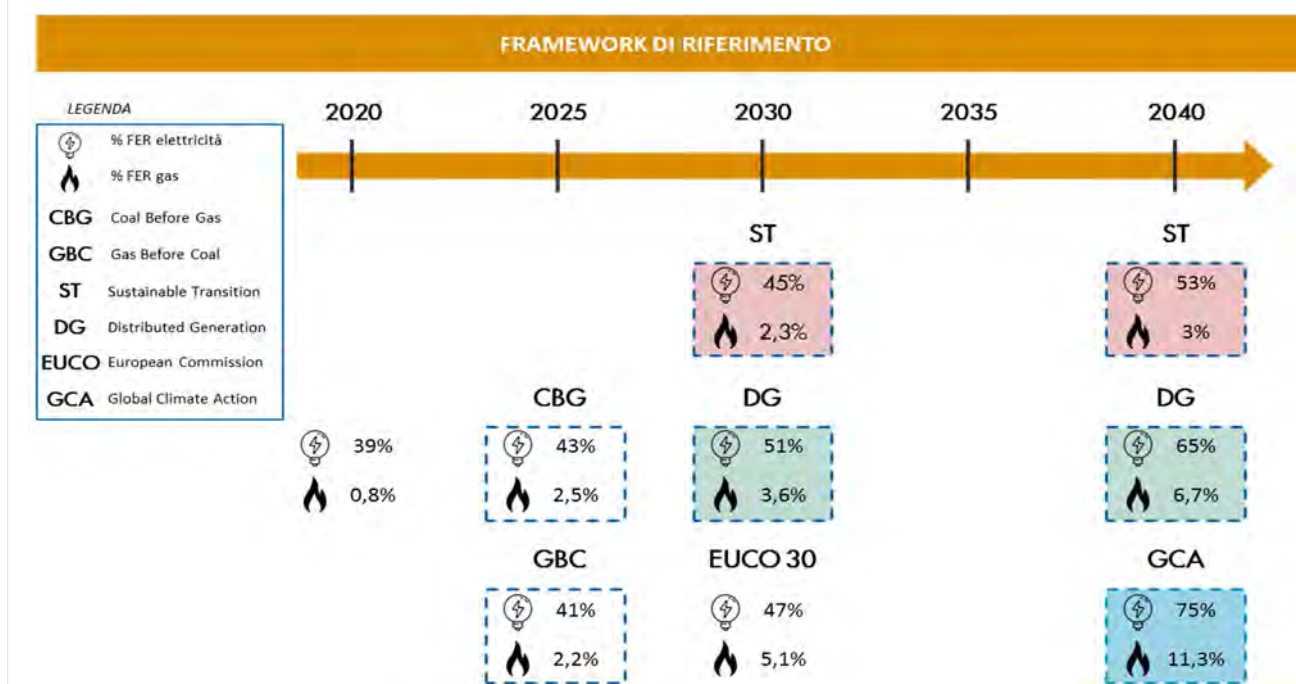 FRAMEWORK DI RIFERIMENTO
LEGENDA
% FER elettricità
% FER gas
CBG Coal Before Gas
GBC Gas Before Coal
ST Sustainable Transition
DG Distributed Generation
EUCO European Commission
GCA Global Climate Action
2020 2025 2030 2035 2040
ST ST
45% 53%
2,3% 3%
CBG DG DG
39% 43% 51% 65%
0,8% 2,5% 3,6% 6,7%
GBC EUCO 30 GCA
41% 47% 75%
2,2% 5,1% 11,3%